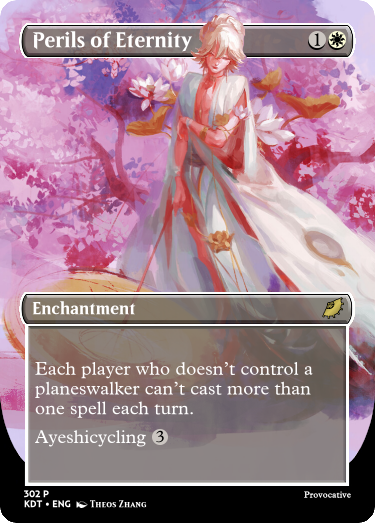 Perils of Eternity 1
Enchantment
Each player who doesn't control a
planeswalker can't cast more than
one spell each turn.
Ayeshicycling 3
302 P
KDT • ENG Theos Zhang
Provocative